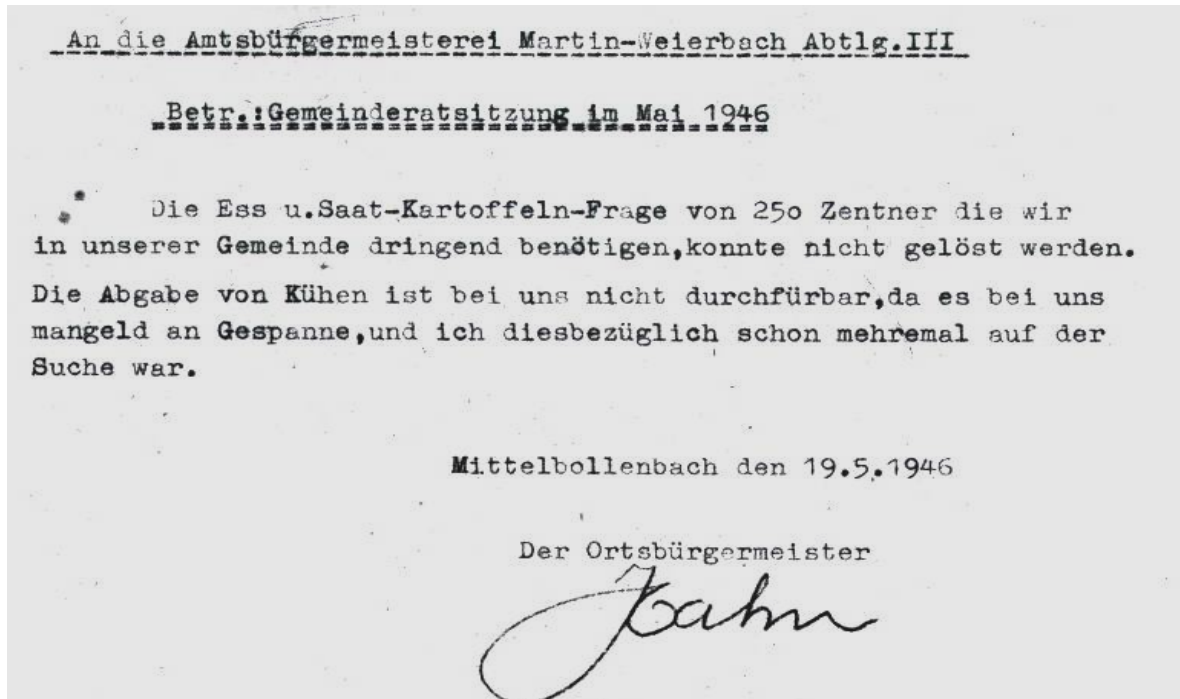 An die Amtsbürgermeisterei Martin-Weierbach Abtlg.III
Betr.:Gemeinderatsitzung im Mai 1946
Die Ess u.Saat-Kartoffeln-Frage von 25o Zentner die wir
in unserer Gemeinde dringend benötigen,konnte nicht gelöst werden.
Die Abgabe von Kühen ist bei uns nicht durchfürbar,da es bei uns
mangeld an Gespanne,und ich diesbezüglich schon mehremal auf der
Suche war.
Mittelbollenbach den 19.5.1946
Der Ortsbürgermeister